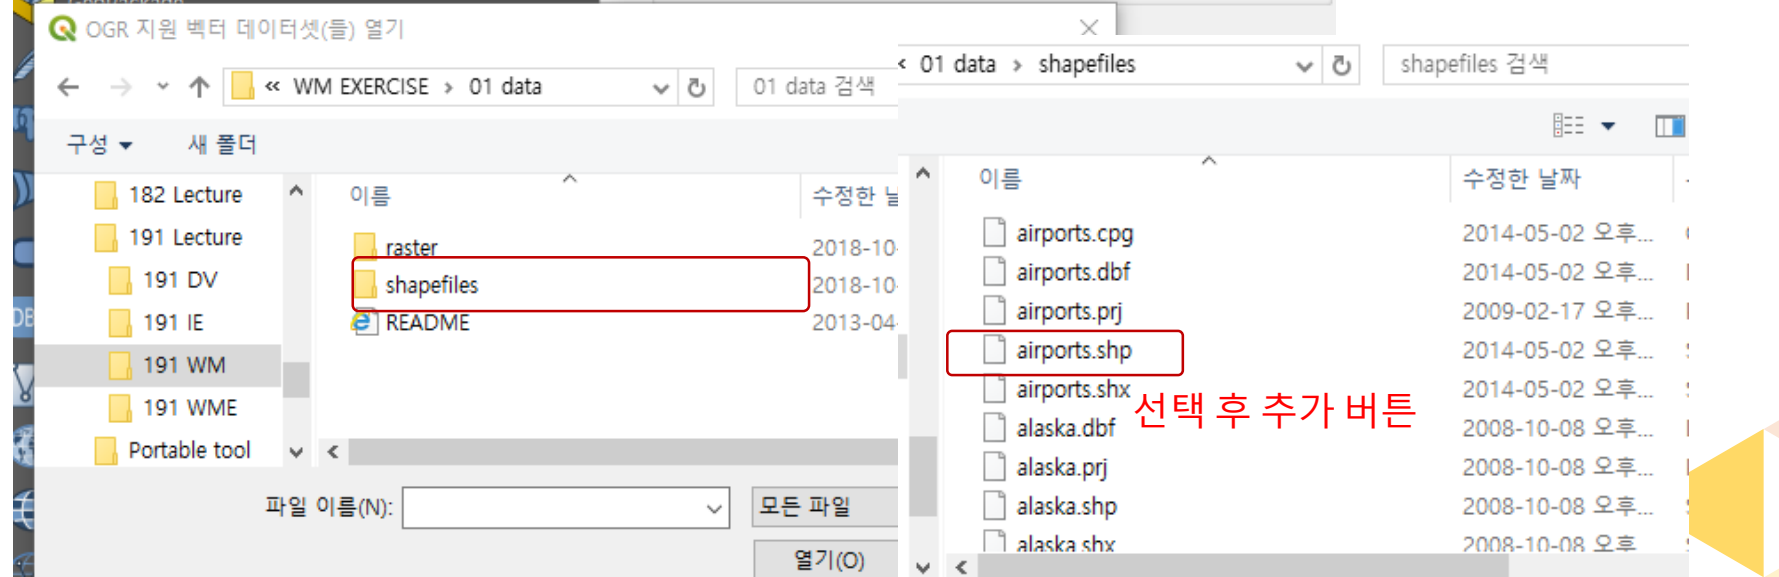 OGR 지원 벡터 데이터셋(들) 열기
« WM EXERCISE › 01 data
01 data 검색
구성
새 폴더
182 Lecture
191 Lecture
191 DV
191 IE
191 WM
191 WME
Portable tool
이름
수정한
raster
2018-10-
shapefiles
2018-10-
README
2013-04-
파일 이름(N):
모든 파일
열기(O)
01 data › shapefiles
shapefiles 검색
이름
수정한 날짜
airports.cpg
2014-05-02 오후...
airports.dbf
2014-05-02 오후...
airports.prj
2009-02-17 오후...
airports.shp
2014-05-02 오후...
airports.shx
2014-05-02 오후...
선택 후 추가 버튼
alaska.dbf
2008-10-08 오후...
alaska.prj
2008-10-08 오후...
alaska.shp
2008-10-08 오후...
alaska.shx
2008-10-08 오후